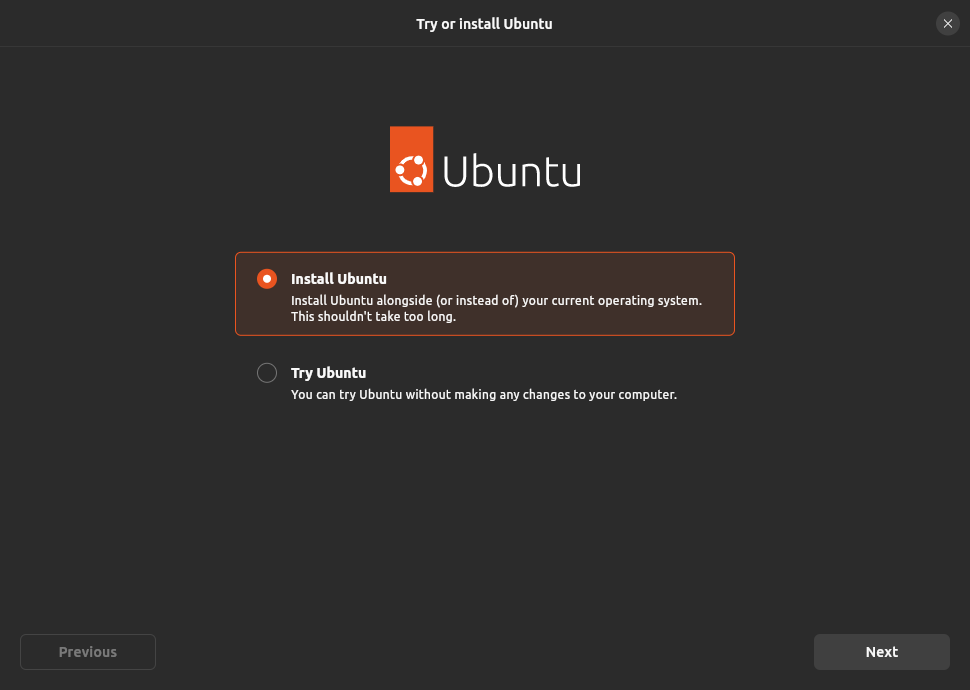 Try or install Ubuntu
Ubuntu
Install Ubuntu
Install Ubuntu alongside (or instead of) your current operating system.
This shouldn't take too long.
Try Ubuntu
You can try Ubuntu without making any changes to your computer.
Previous
Next